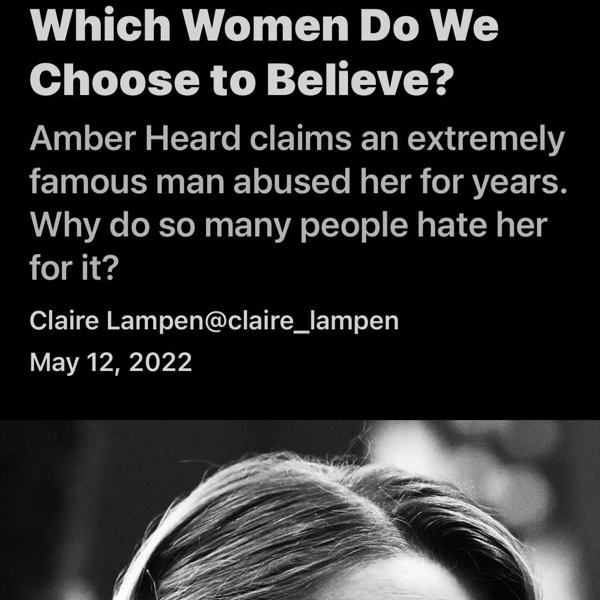 Which Women Do We
Choose to Believe?
Amber Heard claims an extremely
famous man abused her for years.
Why do so many people hate her
for it?
Claire Lampen@claire_lampen
May 12, 2022